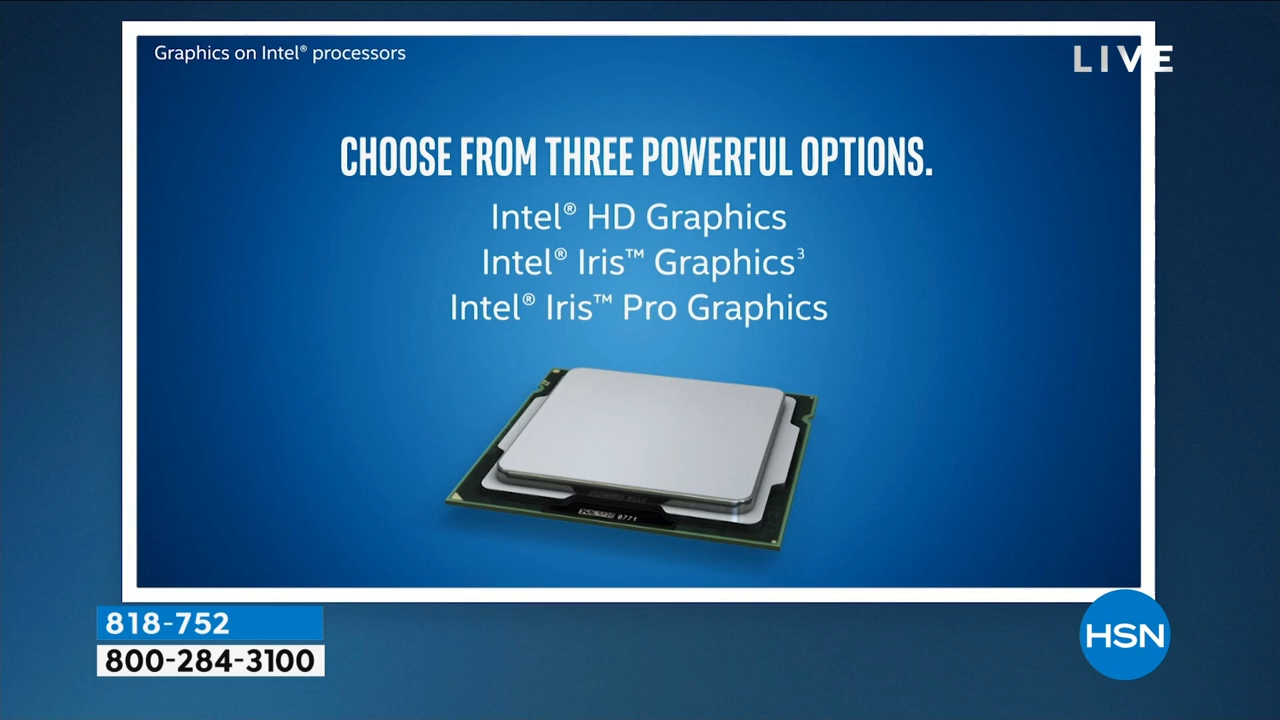 Graphics on Intel® processors
LIVE
CHOOSE FROM THREE POWERFUL OPTIONS.
Intel® HD Graphics
Intel® Iris™ Graphics³
Intel® Iris™ Pro Graphics
0771
818-752
800-284-3100
HSN